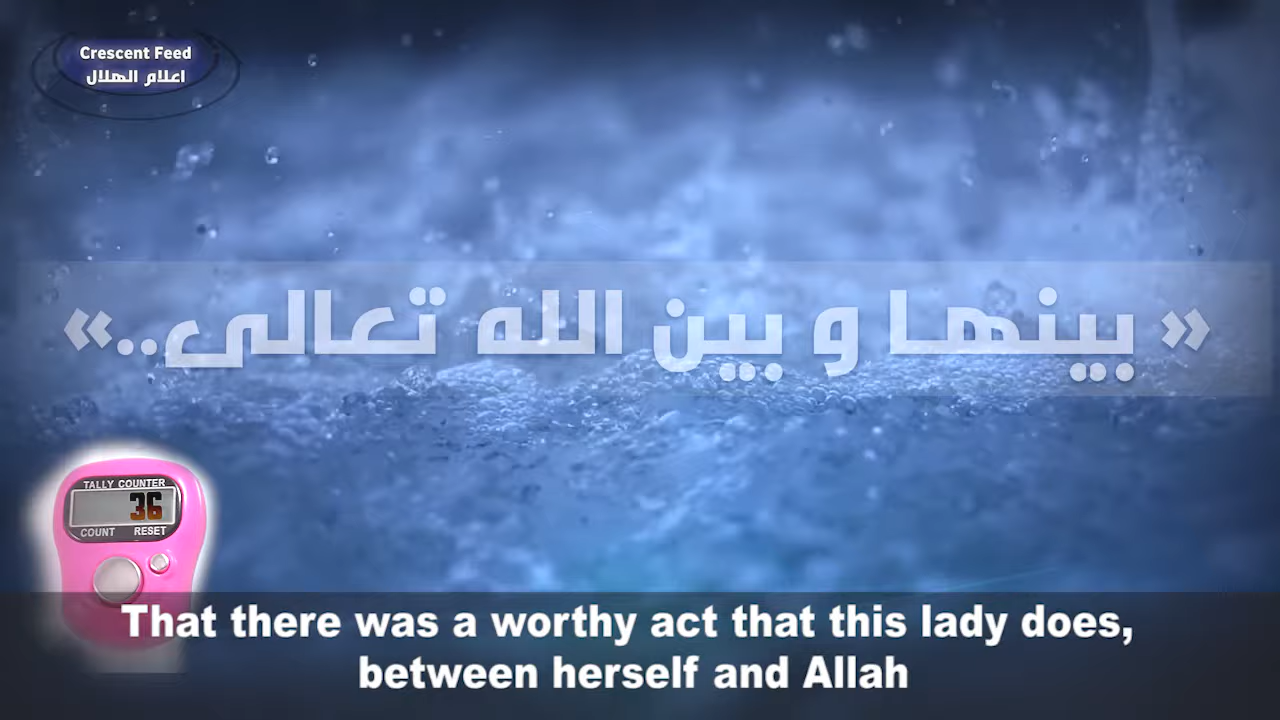 Crescent Feed
اعلام الهلال
« بينها و بين الله تعالى..»
TALLY COUNTER
36
COUNT RESET
That there was a worthy act that this lady does,
between herself and Allah